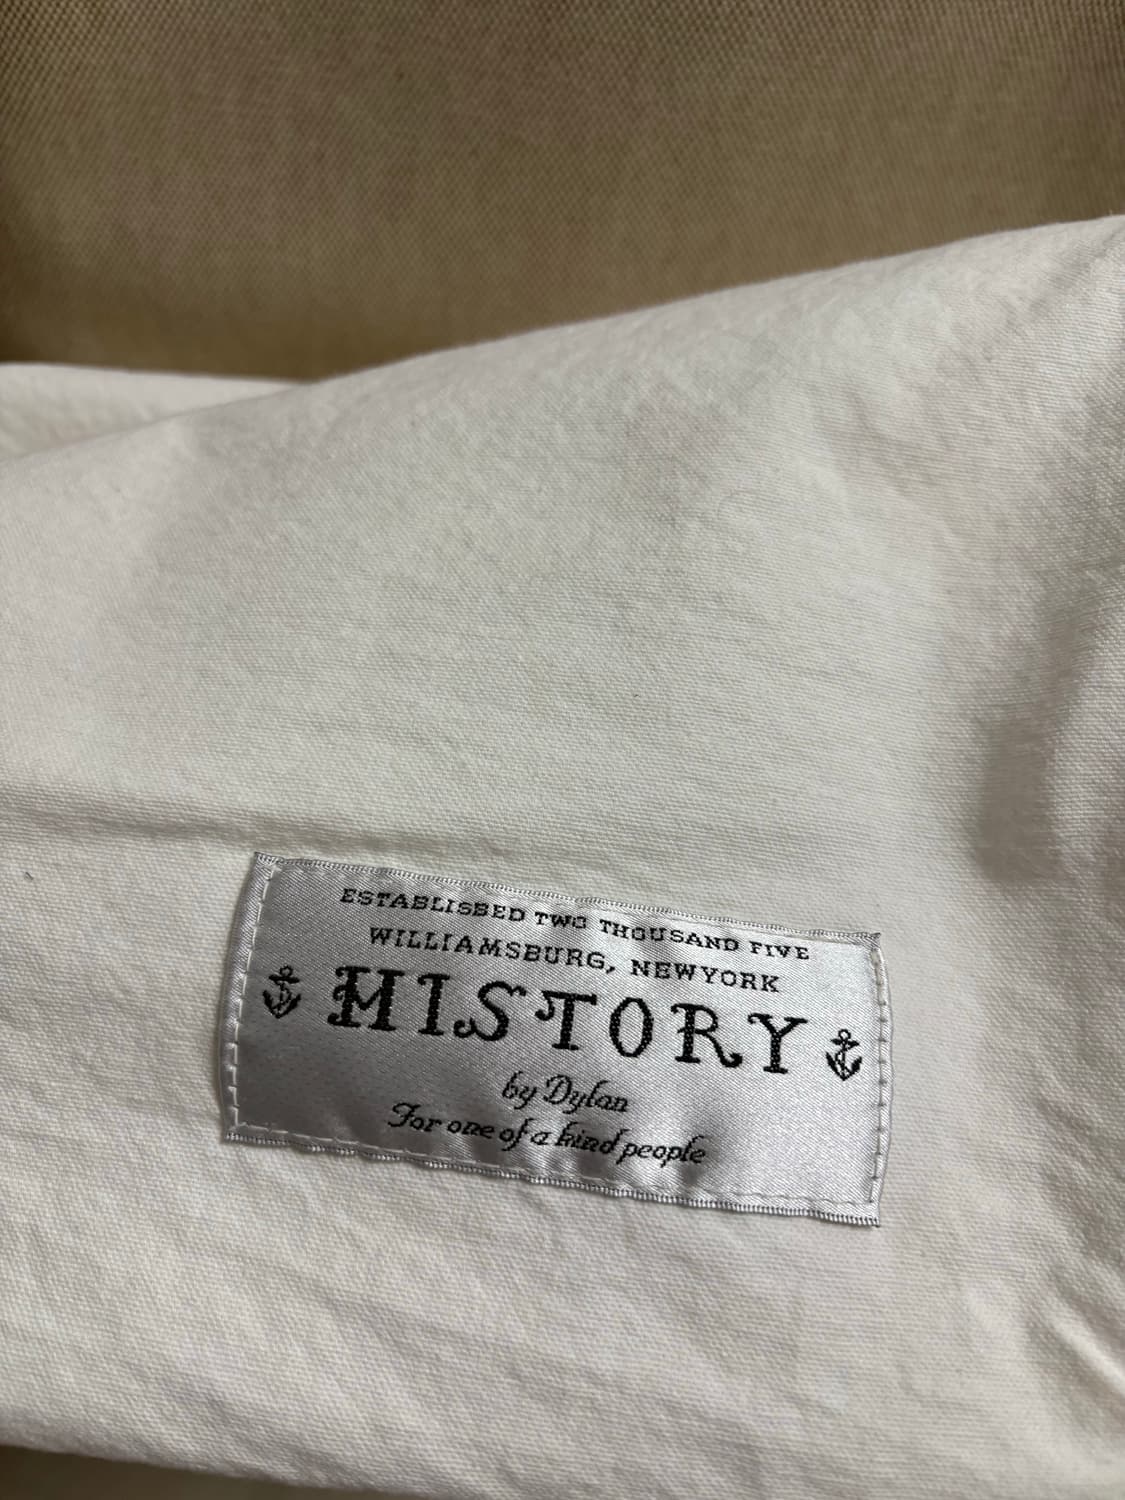 ESTABLISBED TWO THOUSAND FIVE
WILLIAMSBURG, NEWYORK
MISTORY
by Dylan
For one of a kind people